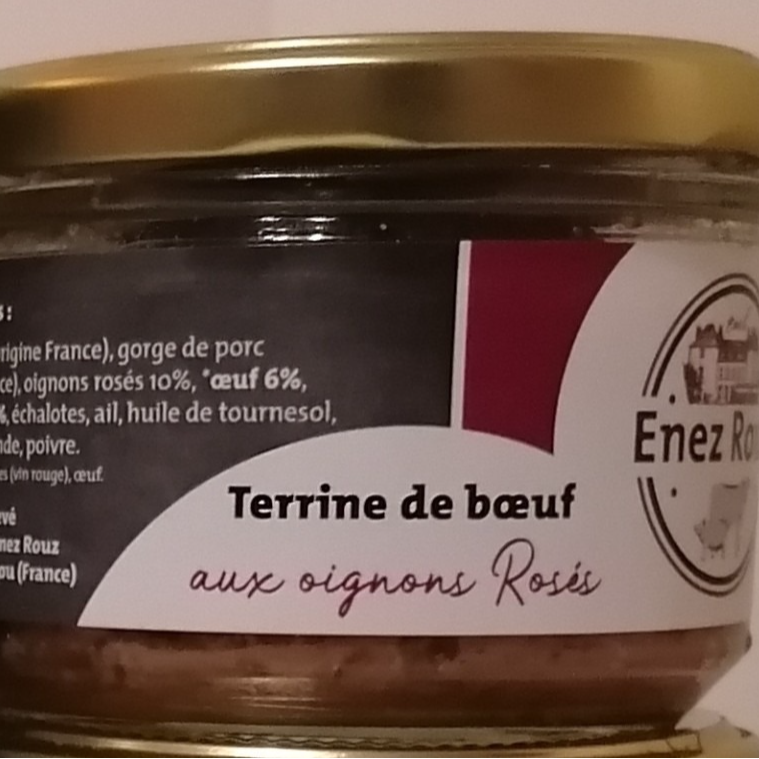 s :
rigine France), gorge de porc
ce), oignons rosés 10%, *œuf 6%,
%, échalotes, ail, huile de tournesol,
nde, poivre.
es (vin rouge), œuf.
evé
nez Rouz
ou (France)
Terrine de bœuf
aux oignons Rosés
Enez Ro